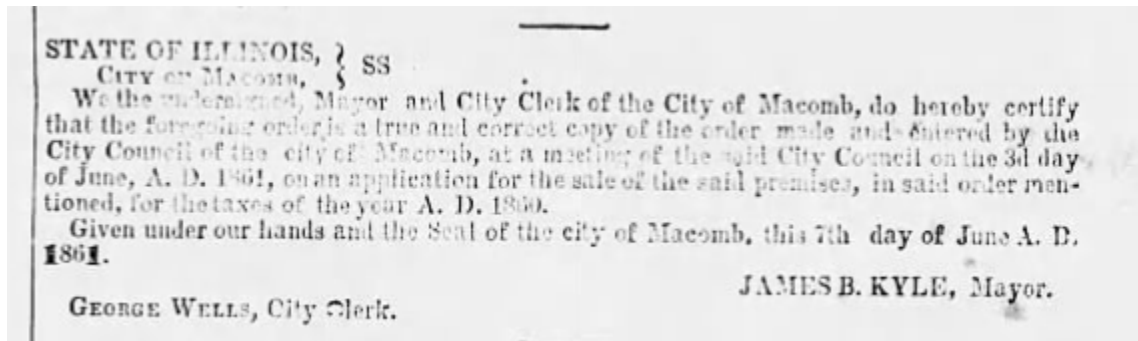 STATE OF ILLINOIS, } SS
CITY OF MACOMB,
We the undersigned, Mayor and City Clerk of the City of Macomb, do hereby certify
that the foregoing order is a true and correct copy of the order made and entered by the
City Council of the city of Macomb, at a meeting of the said City Council on the 3d day
of June, A. D. 1861, on an application for the sale of the said premises, in said order men-
tioned, for the taxes of the year A. D. 1860.
Given under our hands and the Seal of the city of Macomb, this 7th day of June A. D.
1861.
JAMES B. KYLE, Mayor.
GEORGE WELLS, City Clerk.